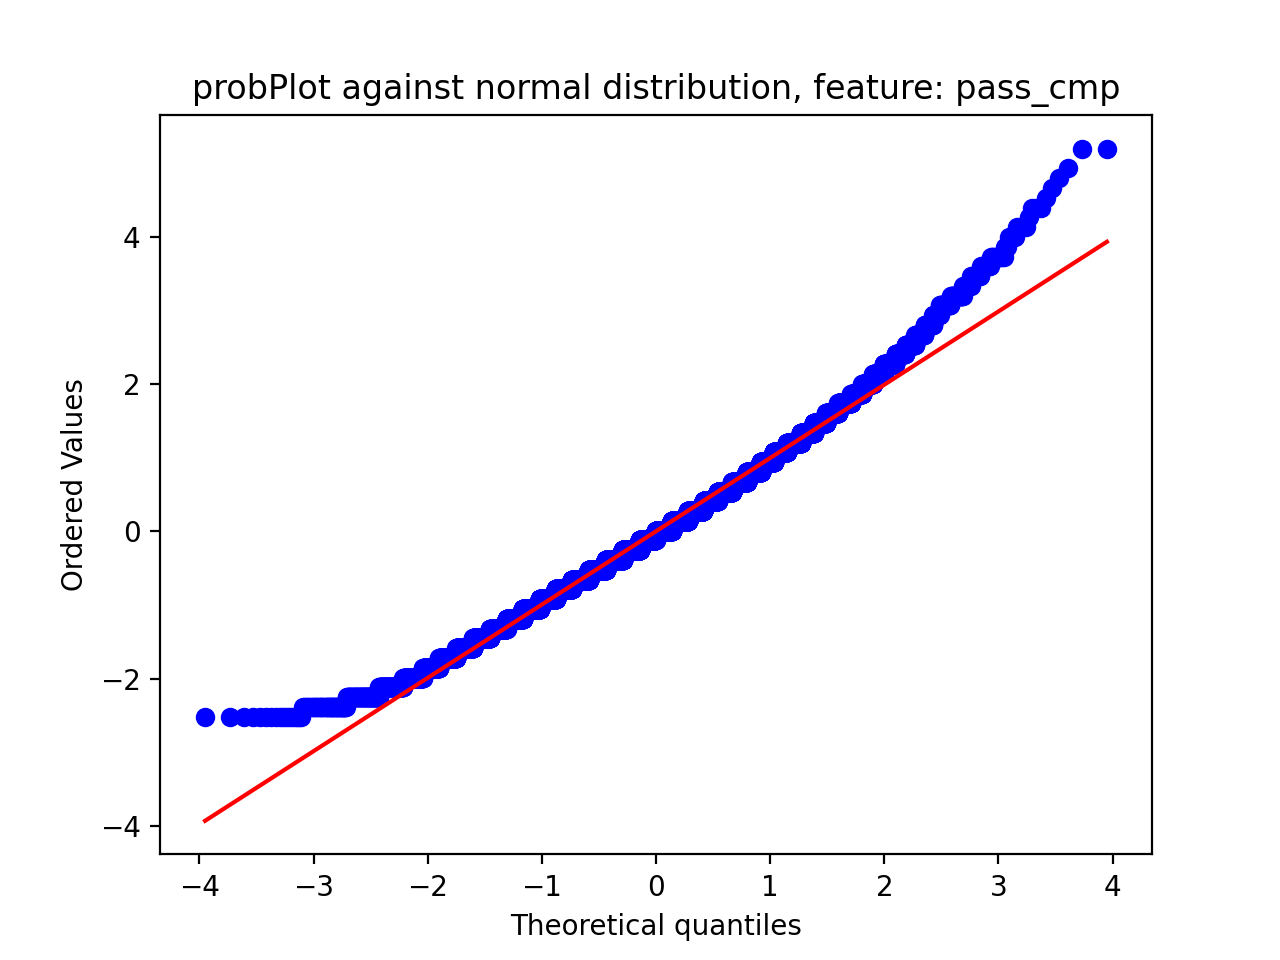 probPlot against normal distribution, feature: pass_cmp
4
2
0
−2
−4
Ordered Values
−4 −3 −2 −1 0 1 2 3 4
Theoretical quantiles